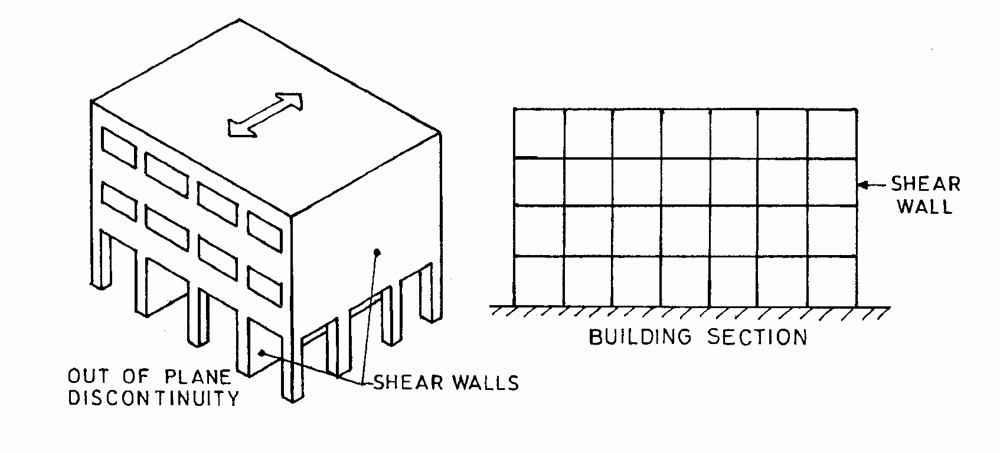 OUT OF PLANE
DISCONTINUITY
SHEAR WALLS
SHEAR
WALL
BUILDING SECTION